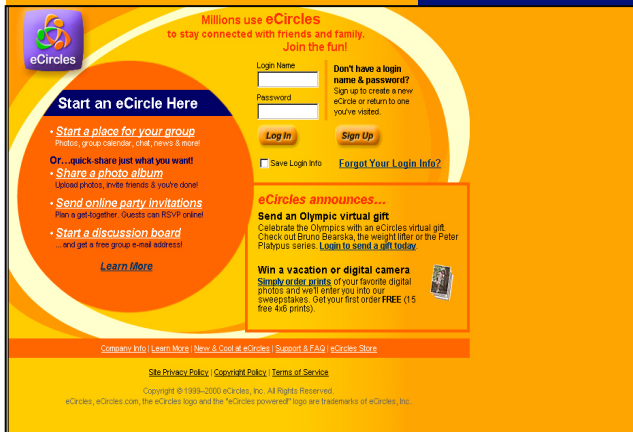 eCircles
Millions use eCircles
to stay connected with friends and family.
Join the fun!
Login Name
Password
Log In
Save Login Info
Don't have a login
name & password?
Sign up to create a new
eCircle or return to one
you've visited.
Sign Up
Forgot Your Login Info?
Start an eCircle Here
• Start a place for your group
Photos, group calendar, chat, news & more!
Or...quick-share just what you want!
• Share a photo album
Upload photos, invite friends & you're done!
• Send online party invitations
Plan a get-together. Guests can RSVP online!
• Start a discussion board
...and get a free group e-mail address!
Learn More
eCircles announces...
Send an Olympic virtual gift
Celebrate the Olympics with an eCircles virtual gift.
Check out Bruno Bearska, the weight lifter or the Peter
Platypus series. Login to send a gift today.
Win a vacation or digital camera
Simply order prints of your favorite digital
photos and we'll enter you into our
sweepstakes. Get your first order FREE (15
free 4x6 prints).
Company Info | Learn More | New & Cool at eCircles | Support & FAQ | eCircles Store
Site Privacy Policy | Copyright Policy | Terms of Service
Copyright © 1999–2000 eCircles, Inc. All Rights Reserved.
eCircles, eCircles.com, the eCircles logo and the "eCircles powered!" logo are trademarks of eCircles, Inc.